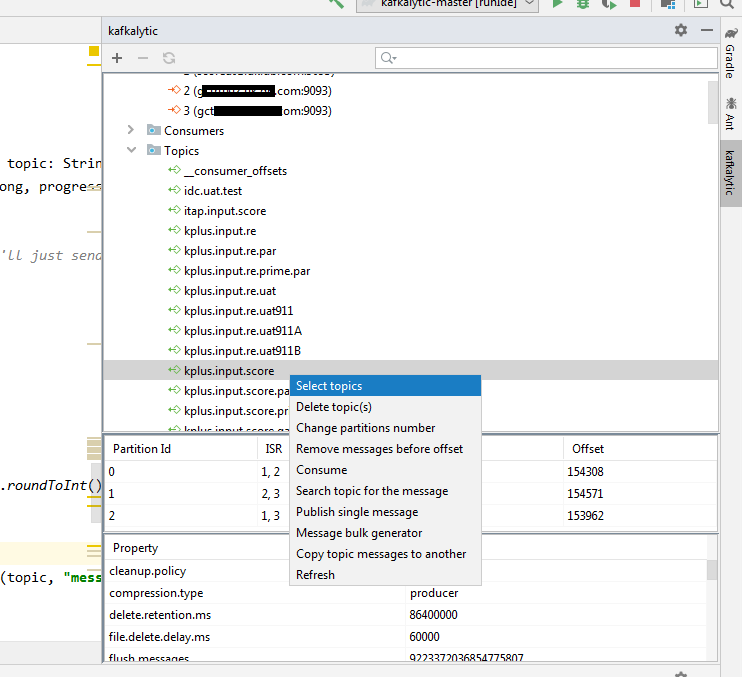 kafkalytic-master [runIde]
kafkalytic
Gradle
Ant
kafkalytic
2 (g .com:9093)
3 (gct om:9093)
Consumers
Topics
__consumer_offsets
idc.uat.test
itap.input.score
kplus.input.re
kplus.input.re.par
kplus.input.re.prime.par
kplus.input.re.uat
kplus.input.re.uat911
kplus.input.re.uat911A
kplus.input.re.uat911B
kplus.input.score
kplus.input.score.pa
kplus.input.score.pr
topic: Strin
ong, progress
'll just send
.roundToInt()
(topic, "mess
Select topics
Delete topic(s)
Change partitions number
Remove messages before offset
Consume
Search topic for the message
Publish single message
Message bulk generator
Copy topic messages to another
Refresh
Partition Id ISR Offset
0 1, 2 154308
1 2, 3 154571
2 1, 3 153962
Property
cleanup.policy
compression.type producer
delete.retention.ms 86400000
file.delete.delay.ms 60000
flush.messages 9223372036854775807